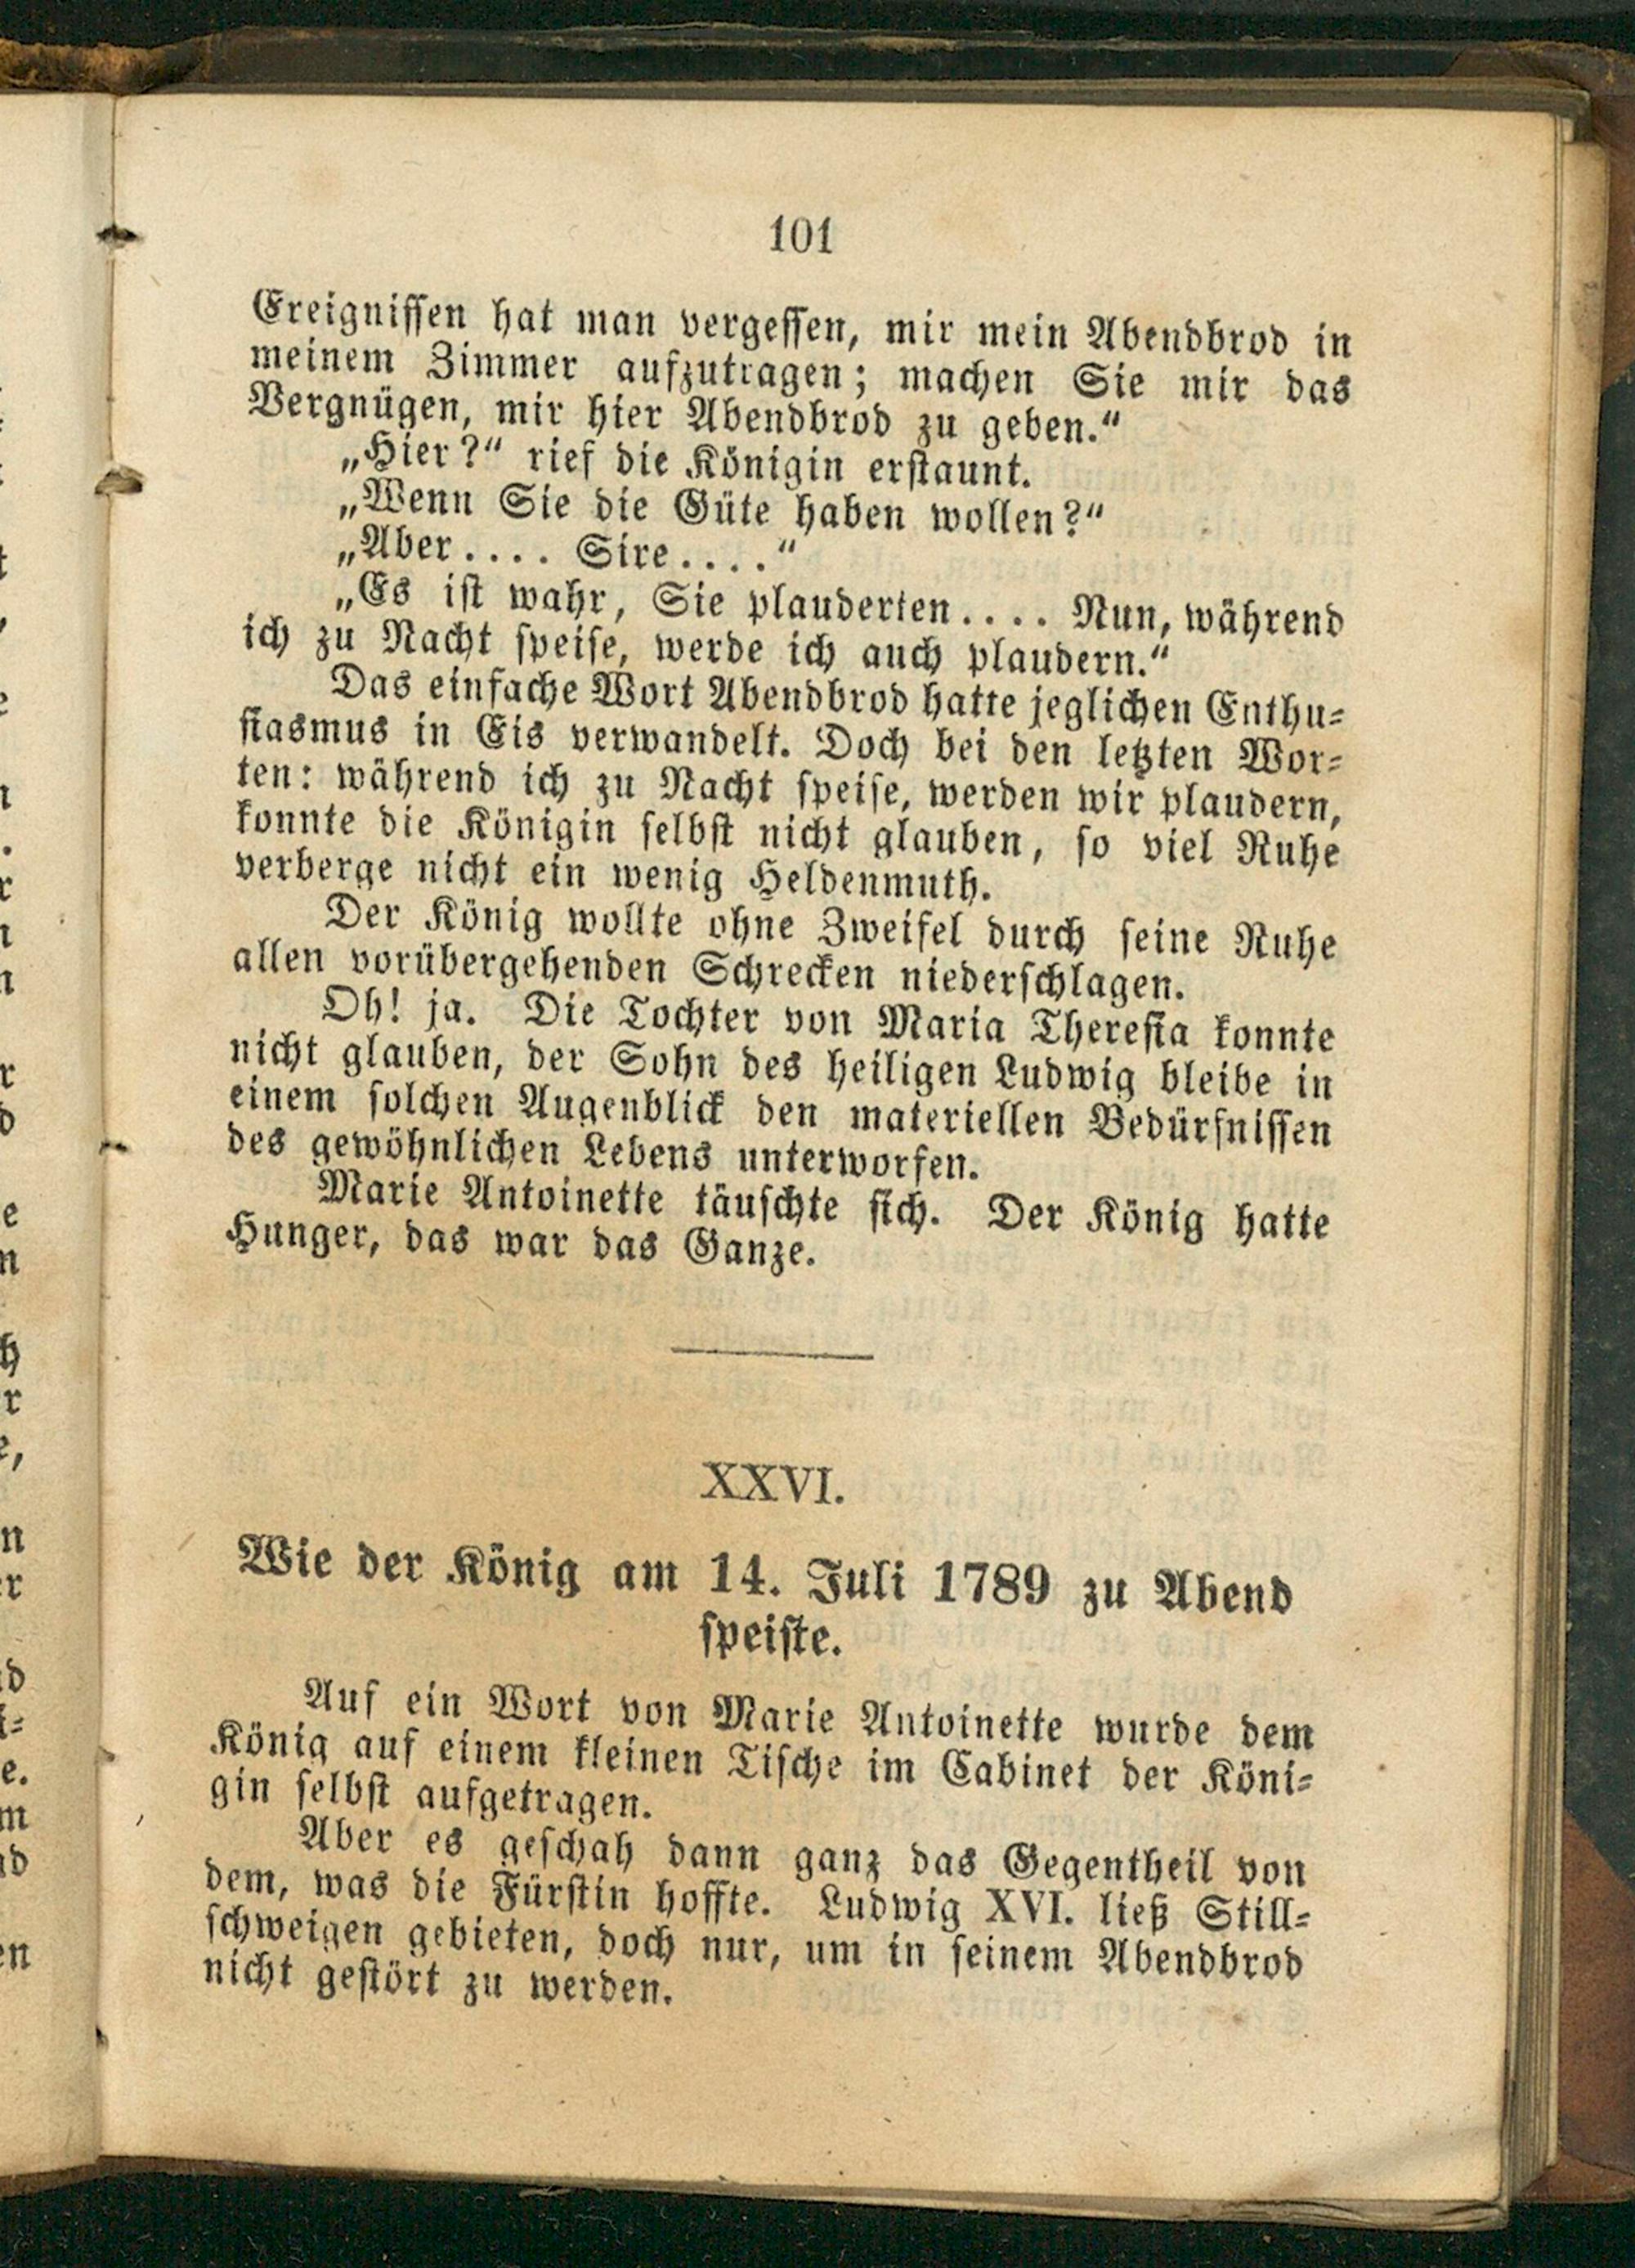 101
Ereignissen hat man vergessen, mir mein Abendbrod in
meinem Zimmer aufzutragen; machen Sie mir das
Vergnügen, mir hier Abendbrod zu geben.“
„Hier?“ rief die Königin erstaunt.
„Wenn Sie die Güte haben wollen?“
„Aber.... Sire....“
„Es ist wahr, Sie plauderten.... Nun, während
ich zu Nacht speise, werde ich auch plaudern.“
Das einfache Wort Abendbrod hatte jeglichen Enthu-
siasmus in Eis verwandelt. Doch bei den letzten Wor-
ten: während ich zu Nacht speise, werden wir plaudern,
konnte die Königin selbst nicht glauben, so viel Ruhe
verberge nicht ein wenig Heldenmuth.
Der König wollte ohne Zweifel durch seine Ruhe
allen vorübergehenden Schrecken niederschlagen.
Oh! ja. Die Tochter von Maria Theresia konnte
nicht glauben, der Sohn des heiligen Ludwig bleibe in
einem solchen Augenblick den materiellen Bedürfnissen
des gewöhnlichen Lebens unterworfen.
Marie Antoinette täuschte sich. Der König hatte
Hunger, das war das Ganze.
XXVI.
Wie der König am 14. Juli 1789 zu Abend
speiste.
Auf ein Wort von Marie Antoinette wurde dem
König auf einem kleinen Tische im Cabinet der Köni-
gin selbst aufgetragen.
Aber es geschah dann ganz das Gegentheil von
dem, was die Fürstin hoffte. Ludwig XVI. ließ Still-
schweigen gebieten, doch nur, um in seinem Abendbrod
nicht gestört zu werden.